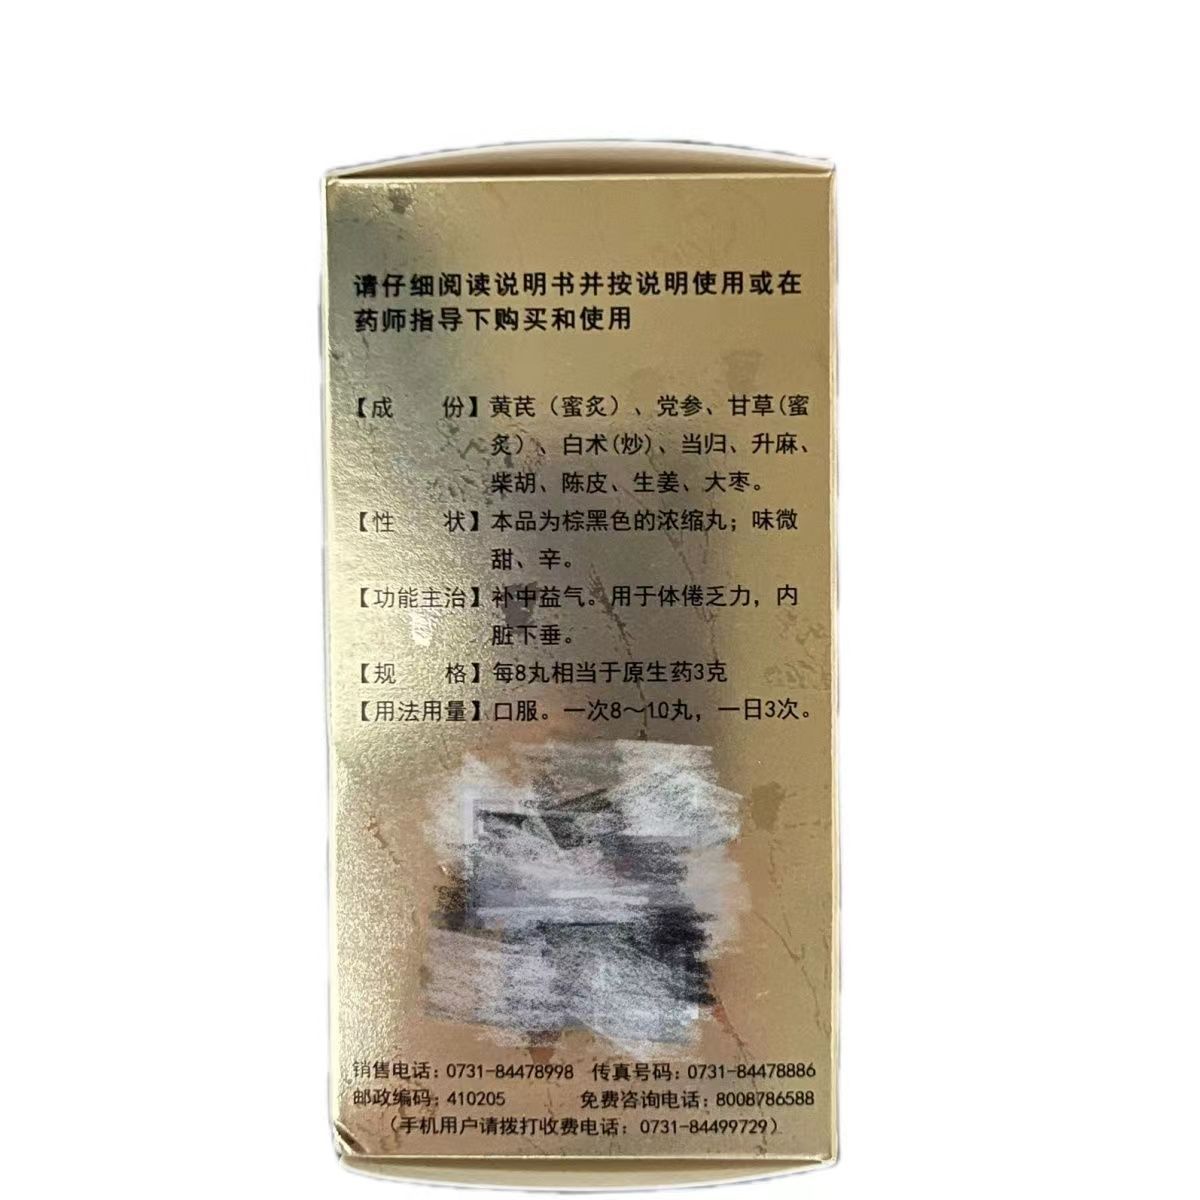 请仔细阅读说明书并按说明使用或在
药师指导下购买和使用
【成 份】黄芪（蜜炙）、党参、甘草(蜜
炙）、白术(炒)、当归、升麻、
柴胡、陈皮、生姜、大枣。
【性 状】本品为棕黑色的浓缩丸；味微
甜、辛。
【功能主治】补中益气。用于体倦乏力，内
脏下垂。
【规 格】每8丸相当于原生药3克
【用法用量】口服。一次8～10丸，一日3次。
销售电话：0731-84478998 传真号码：0731-84478886
邮政编码：410205 免费咨询电话：8008786588
（手机用户请拨打收费电话：0731-84499729）